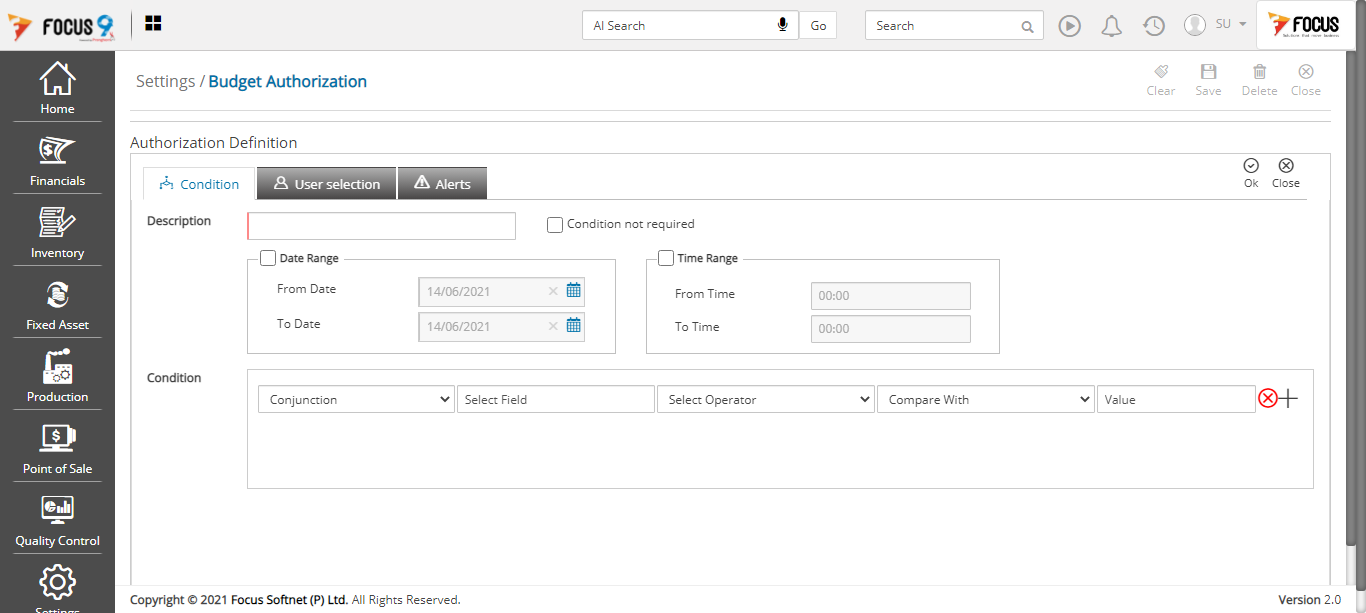 FOCUS 9
AI Search
Go
Search
SU
FOCUS
Home
Financials
Inventory
Fixed Asset
Production
Point of Sale
Quality Control
Settings
Settings / Budget Authorization
Clear
Save
Delete
Close
Authorization Definition
Condition
User selection
Alerts
Ok
Close
Description
Condition not required
Date Range
From Date
14/06/2021
To Date
14/06/2021
Time Range
From Time
00:00
To Time
00:00
Condition
Conjunction
Select Field
Select Operator
Compare With
Value
Copyright © 2021 Focus Softnet (P) Ltd. All Rights Reserved.
Version 2.0